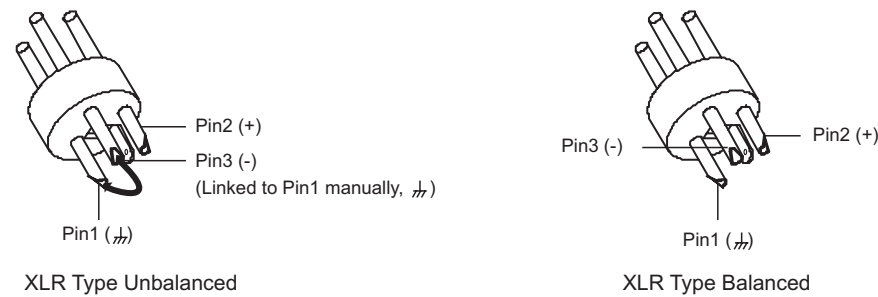 Pin2 (+)
Pin3 (-)
(Linked to Pin1 manually, )
Pin1 ( )
XLR Type Unbalanced
Pin3 (-)
Pin2 (+)
Pin1 ( )
XLR Type Balanced